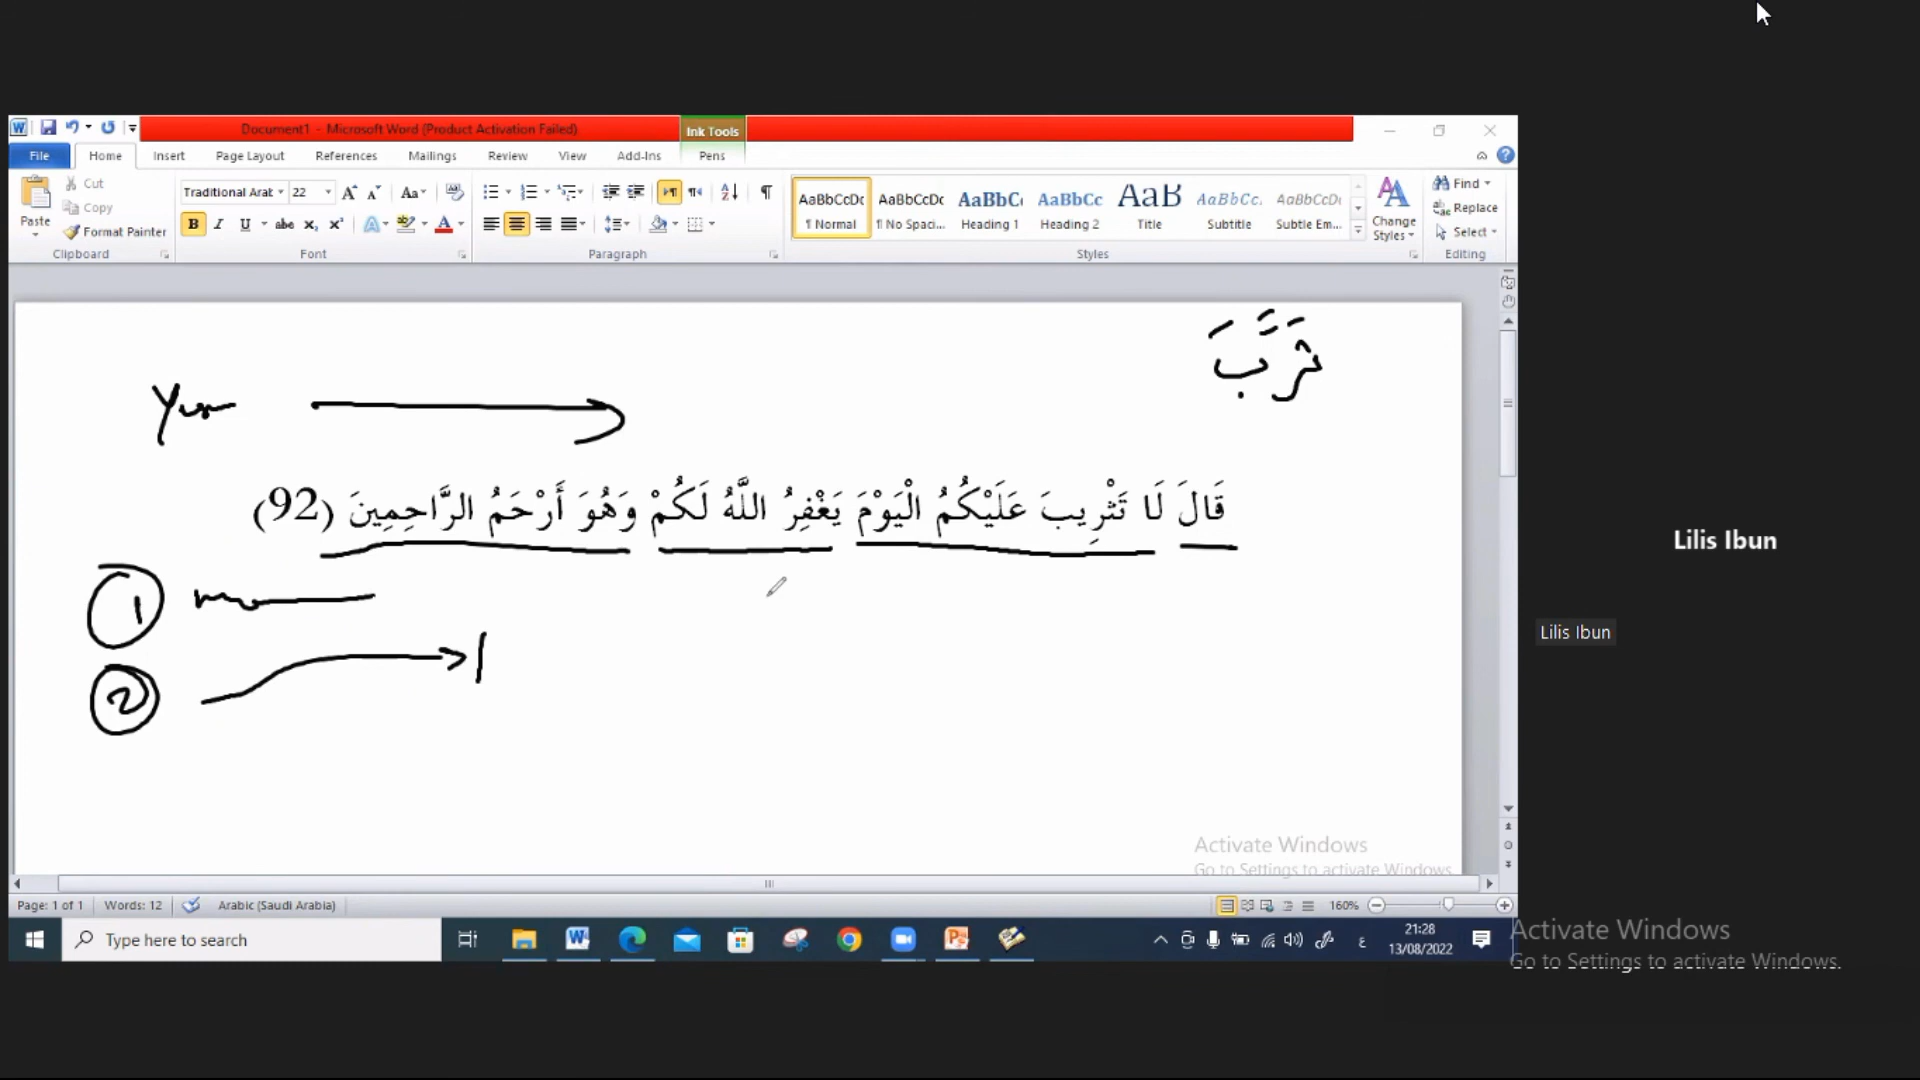 Document1 - Microsoft Word (Product Activation Failed)
Ink Tools
File Home Insert Page Layout References Mailings Review View Add-Ins Pens
Paste
Cut
Copy
Format Painter
Clipboard
Traditional Arat 22
Font
Paragraph
AaBbCcDc AaBbCcDc AaBbC AaBbCc AaB AaBbCc. AaBbCcDi
¶ Normal ¶ No Spaci... Heading 1 Heading 2 Title Subtitle Subtle Em...
Change Styles
Styles
Find
Replace
Select
Editing
ثَرَّبَ
قَالَ لَا تَثْرِيبَ عَلَيْكُمُ الْيَوْمَ يَغْفِرُ اللَّهُ لَكُمْ وَهُوَ أَرْحَمُ الرَّاحِمِينَ (92)
1
2
Lilis Ibun
Lilis Ibun
Activate Windows
Go to Settings to activate Windows.
Page: 1 of 1 Words: 12 Arabic (Saudi Arabia) 160%
Type here to search
ع
21:28
13/08/2022
Activate Windows
Go to Settings to activate Windows.